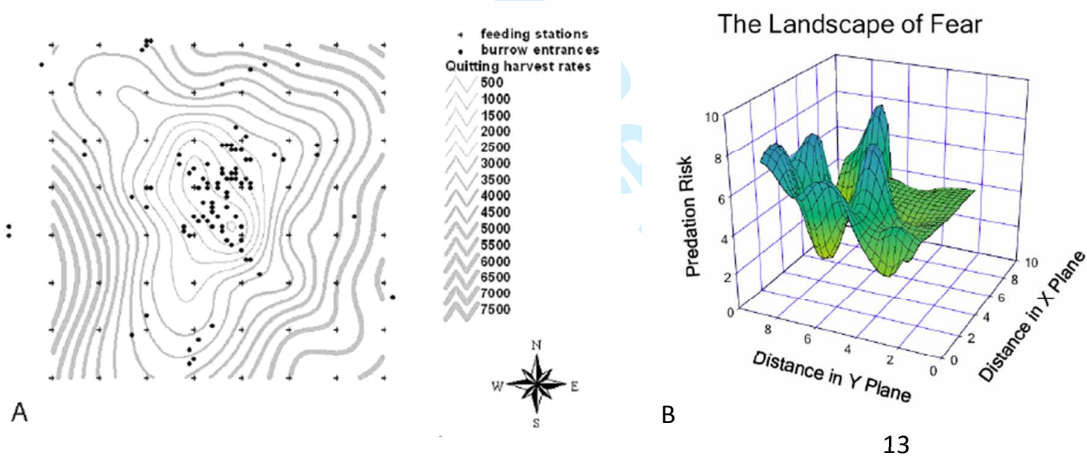 feeding stations
burrow entrances
Quitting harvest rates
500
1000
1500
2000
2500
3000
3500
4000
4500
5000
5500
6000
6500
7000
7500
N
W E
S
A
The Landscape of Fear
Predation Risk
10
8
6
4
2
0
8
6
4
2
0
Distance in Y Plane
10
8
6
4
2
0
Distance in X Plane
B
13